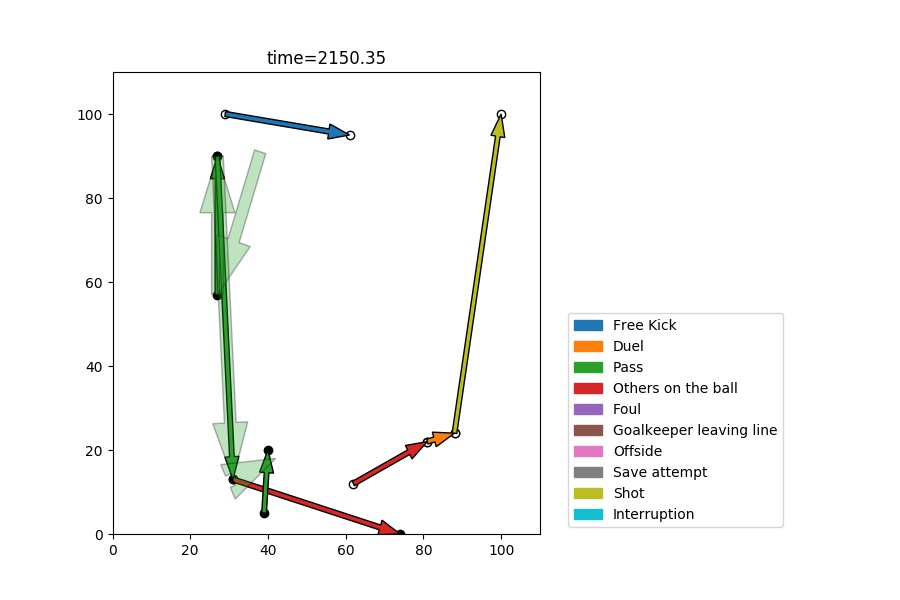 time=2150.35
100
80
60
40
20
0
0 20 40 60 80 100
Free Kick
Duel
Pass
Others on the ball
Foul
Goalkeeper leaving line
Offside
Save attempt
Shot
Interruption